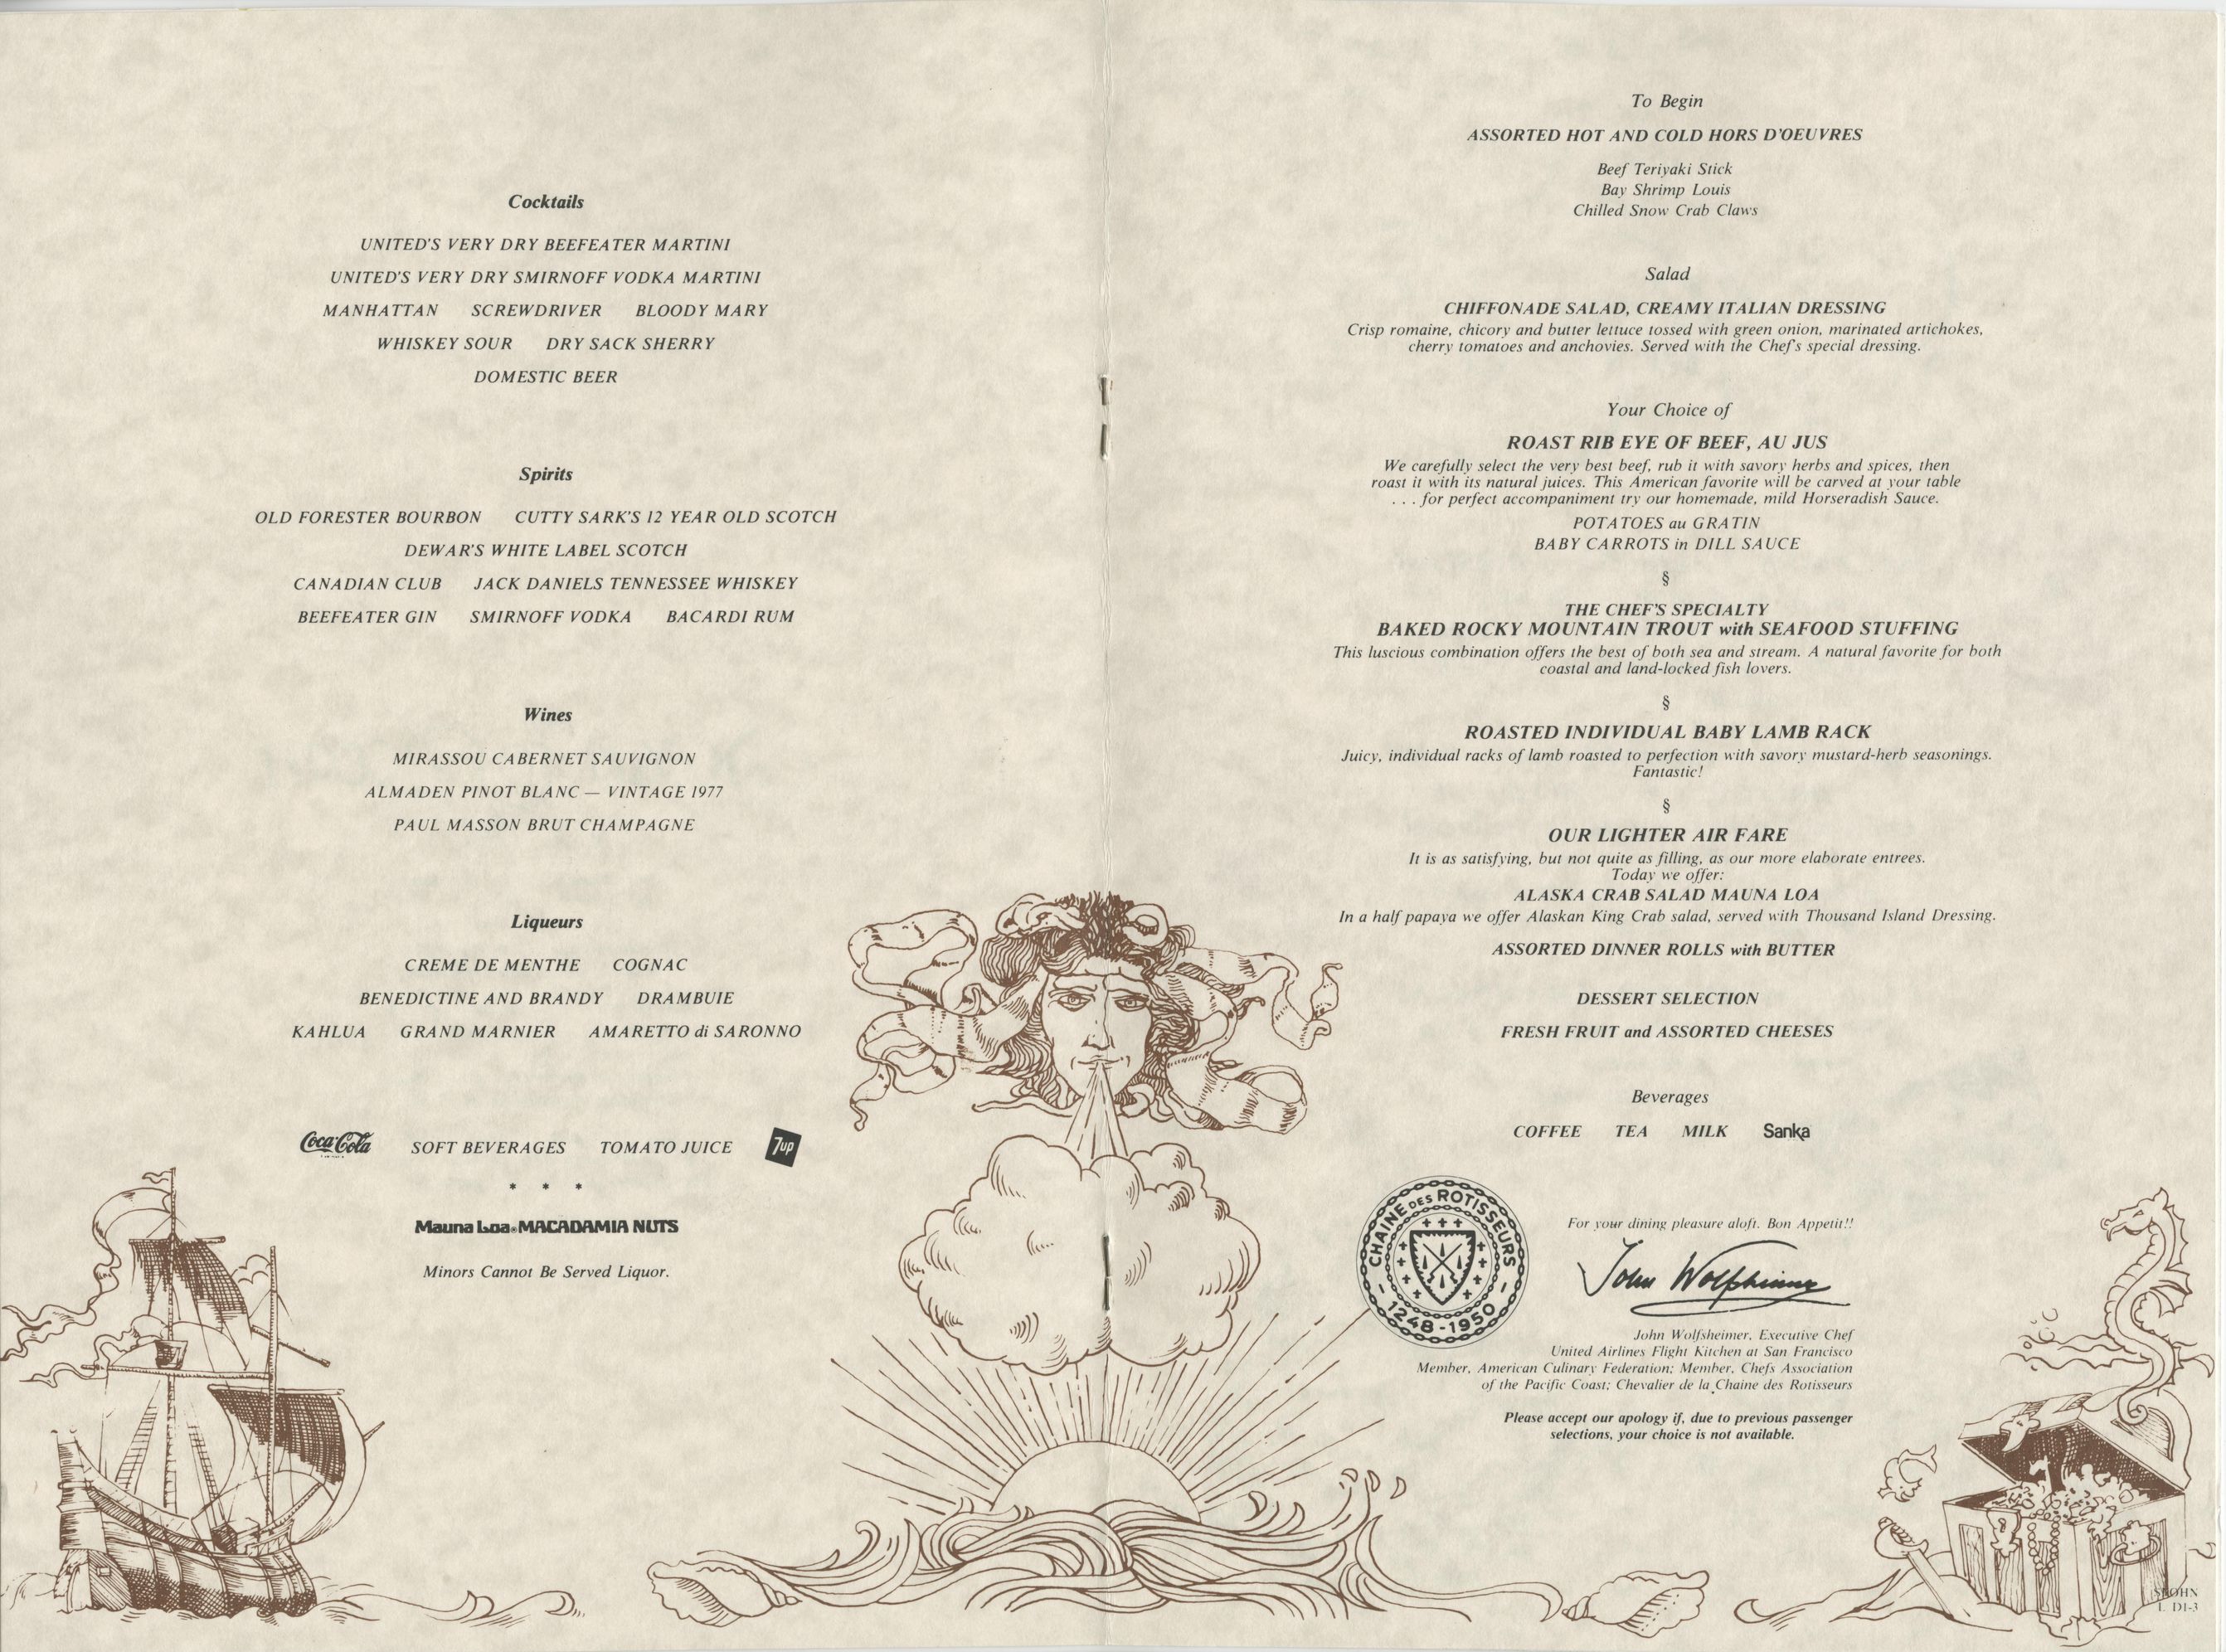 Cocktails
UNITED'S VERY DRY BEEFEATER MARTINI
UNITED'S VERY DRY SMIRNOFF VODKA MARTINI
MANHATTAN SCREWDRIVER BLOODY MARY
WHISKEY SOUR DRY SACK SHERRY
DOMESTIC BEER
Spirits
OLD FORESTER BOURBON CUTTY SARK'S 12 YEAR OLD SCOTCH
DEWAR'S WHITE LABEL SCOTCH
CANADIAN CLUB JACK DANIELS TENNESSEE WHISKEY
BEEFEATER GIN SMIRNOFF VODKA BACARDI RUM
Wines
MIRASSOU CABERNET SAUVIGNON
ALMADEN PINOT BLANC — VINTAGE 1977
PAUL MASSON BRUT CHAMPAGNE
Liqueurs
CREME DE MENTHE COGNAC
BENEDICTINE AND BRANDY DRAMBUIE
KAHLUA GRAND MARNIER AMARETTO di SARONNO
Coca-Cola SOFT BEVERAGES TOMATO JUICE 7up
* * *
Mauna Loa® MACADAMIA NUTS
Minors Cannot Be Served Liquor.
To Begin
ASSORTED HOT AND COLD HORS D'OEUVRES
Beef Teriyaki Stick
Bay Shrimp Louis
Chilled Snow Crab Claws
Salad
CHIFFONADE SALAD, CREAMY ITALIAN DRESSING
Crisp romaine, chicory and butter lettuce tossed with green onion, marinated artichokes,
cherry tomatoes and anchovies. Served with the Chef's special dressing.
Your Choice of
ROAST RIB EYE OF BEEF, AU JUS
We carefully select the very best beef, rub it with savory herbs and spices, then
roast it with its natural juices. This American favorite will be carved at your table
. . . for perfect accompaniment try our homemade, mild Horseradish Sauce.
POTATOES au GRATIN
BABY CARROTS in DILL SAUCE
§
THE CHEF'S SPECIALTY
BAKED ROCKY MOUNTAIN TROUT with SEAFOOD STUFFING
This luscious combination offers the best of both sea and stream. A natural favorite for both
coastal and land-locked fish lovers.
§
ROASTED INDIVIDUAL BABY LAMB RACK
Juicy, individual racks of lamb roasted to perfection with savory mustard-herb seasonings.
Fantastic!
§
OUR LIGHTER AIR FARE
It is as satisfying, but not quite as filling, as our more elaborate entrees.
Today we offer:
ALASKA CRAB SALAD MAUNA LOA
In a half papaya we offer Alaskan King Crab salad, served with Thousand Island Dressing.
ASSORTED DINNER ROLLS with BUTTER
DESSERT SELECTION
FRESH FRUIT and ASSORTED CHEESES
Beverages
COFFEE TEA MILK Sanka
CHAINE DES ROTISSEURS
- 1248-1950 -
For your dining pleasure aloft. Bon Appetit!!
John Wolfsheimer
John Wolfsheimer, Executive Chef
United Airlines Flight Kitchen at San Francisco
Member, American Culinary Federation; Member, Chefs Association
of the Pacific Coast; Chevalier de la Chaine des Rotisseurs
Please accept our apology if, due to previous passenger
selections, your choice is not available.
L D1-3